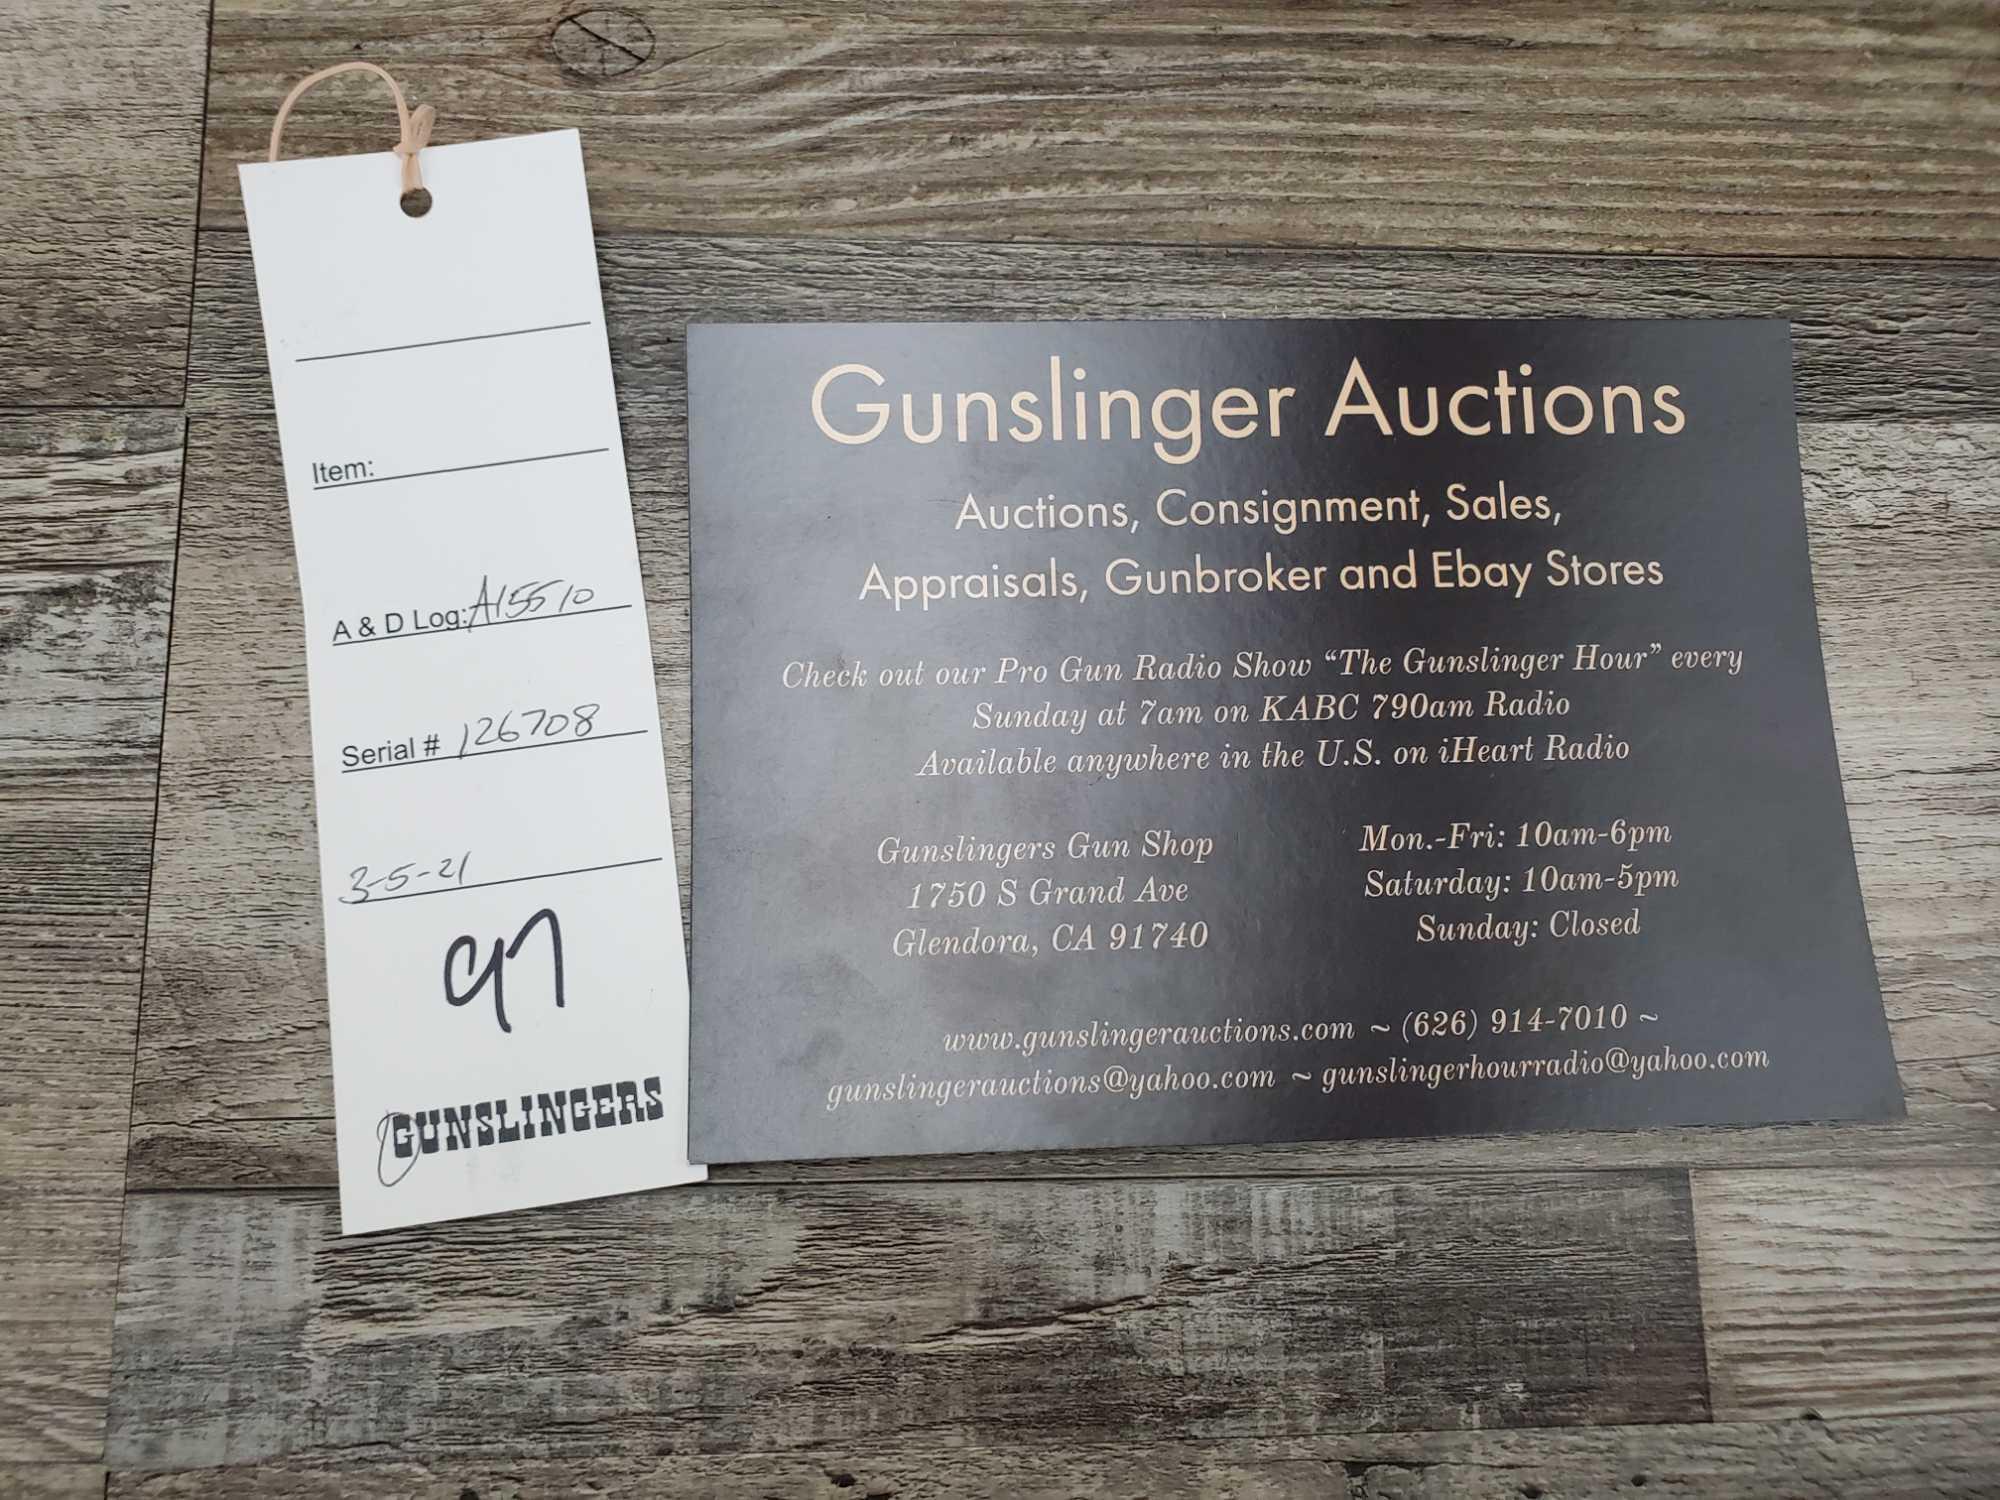 Item:
A & D Log: A15510
Serial # 126708
3-5-21
97
GUNSLINGERS
Gunslinger Auctions
Auctions, Consignment, Sales,
Appraisals, Gunbroker and Ebay Stores
Check out our Pro Gun Radio Show “The Gunslinger Hour” every
Sunday at 7am on KABC 790am Radio
Available anywhere in the U.S. on iHeart Radio
Gunslingers Gun Shop
1750 S Grand Ave
Glendora, CA 91740
Mon.-Fri: 10am-6pm
Saturday: 10am-5pm
Sunday: Closed
www.gunslingerauctions.com ~ (626) 914-7010 ~
gunslingerauctions@yahoo.com ~ gunslingerhourradio@yahoo.com